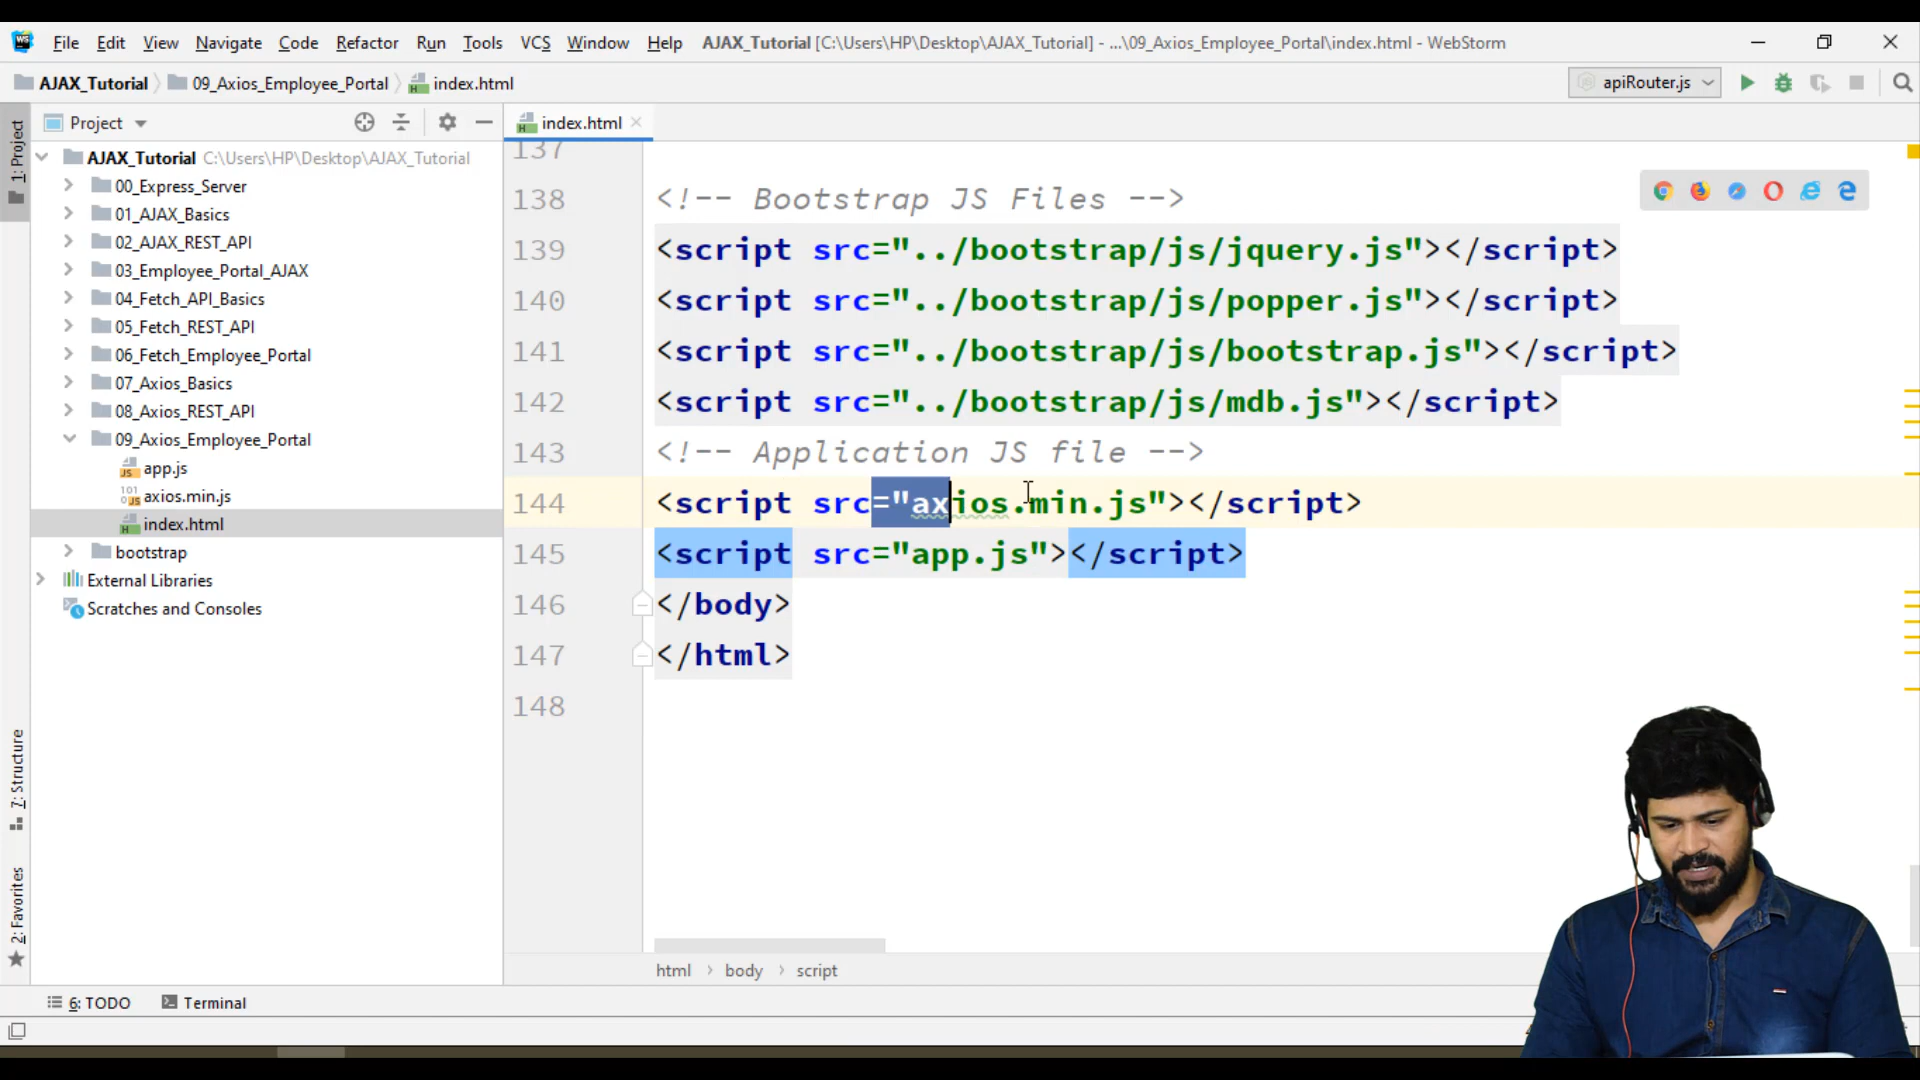 WS File Edit View Navigate Code Refactor Run Tools VCS Window Help AJAX_Tutorial [C:\Users\HP\Desktop\AJAX_Tutorial] - ...\09_Axios_Employee_Portal\index.html - WebStorm
AJAX_Tutorial 09_Axios_Employee_Portal index.html apiRouter.js
Project
index.html
1: Project
7: Structure
2: Favorites
AJAX_Tutorial C:\Users\HP\Desktop\AJAX_Tutorial
00_Express_Server
01_AJAX_Basics
02_AJAX_REST_API
03_Employee_Portal_AJAX
04_Fetch_API_Basics
05_Fetch_REST_API
06_Fetch_Employee_Portal
07_Axios_Basics
08_Axios_REST_API
09_Axios_Employee_Portal
app.js
axios.min.js
index.html
bootstrap
External Libraries
Scratches and Consoles
137
138 <!-- Bootstrap JS Files -->
139 <script src="../bootstrap/js/jquery.js"></script>
140 <script src="../bootstrap/js/popper.js"></script>
141 <script src="../bootstrap/js/bootstrap.js"></script>
142 <script src="../bootstrap/js/mdb.js"></script>
143 <!-- Application JS file -->
144 <script src="axios.min.js"></script>
145 <script src="app.js"></script>
146 </body>
147 </html>
148
html body script
6: TODO Terminal